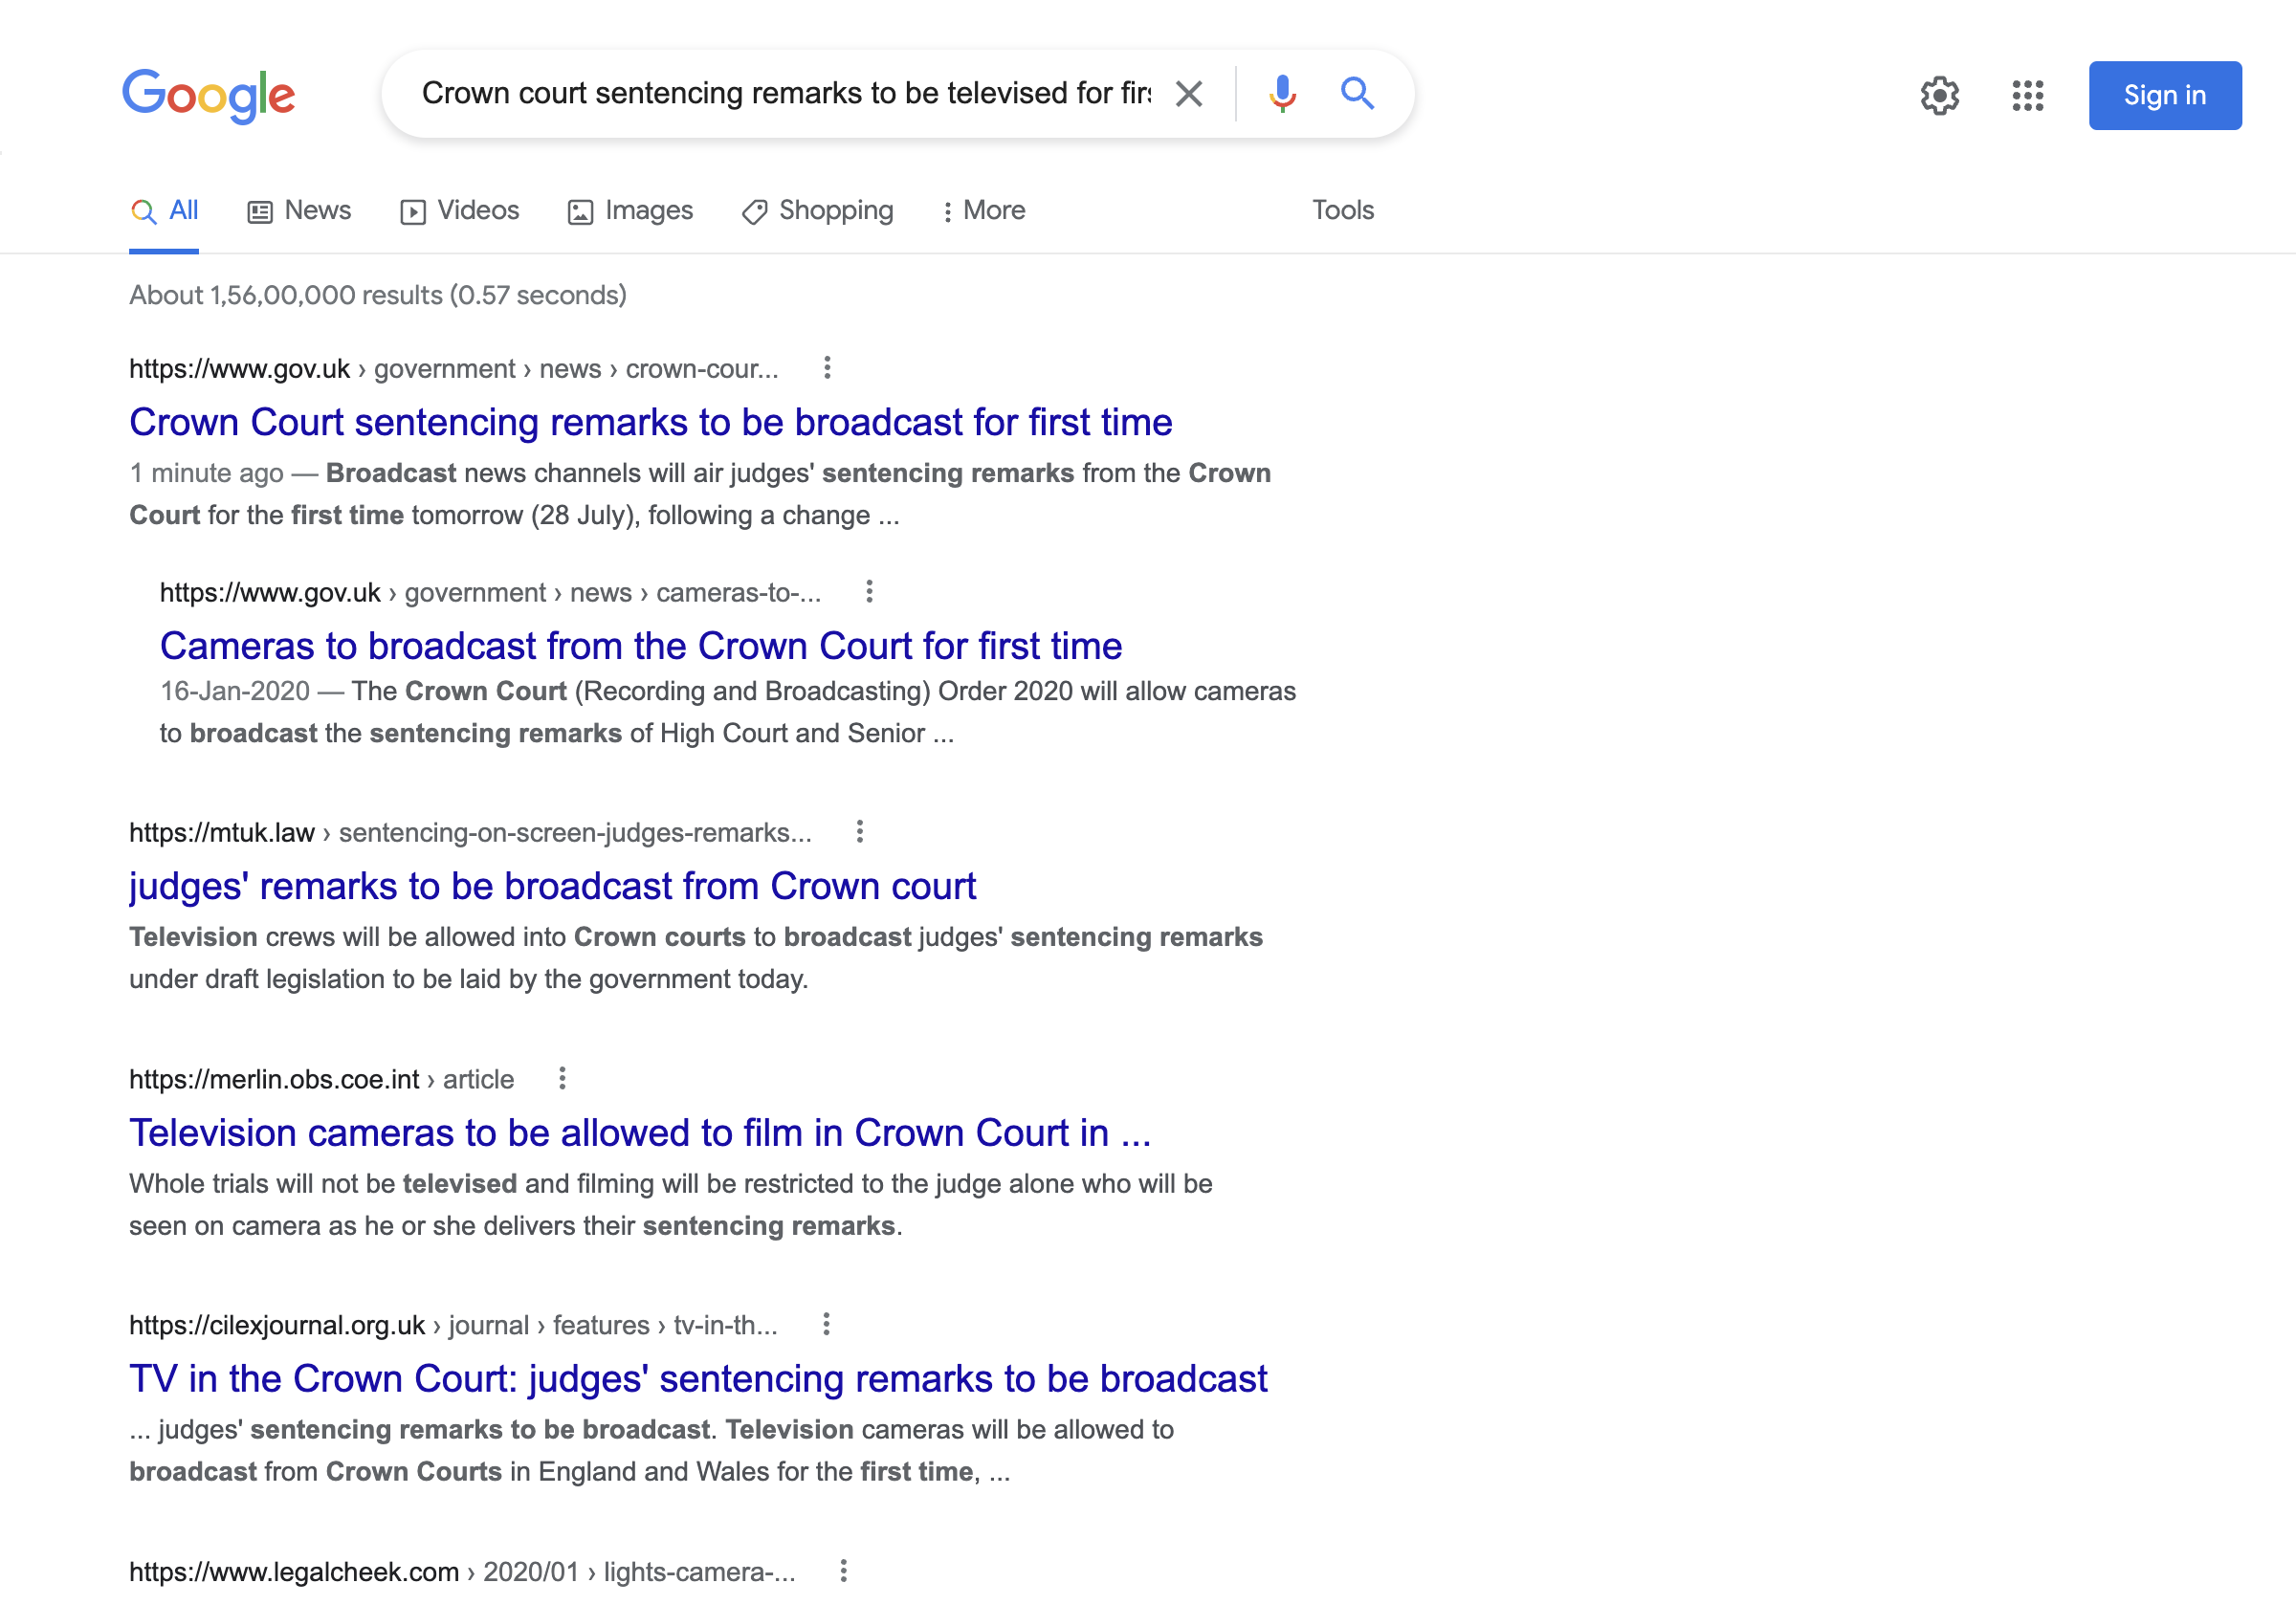 Google
Crown court sentencing remarks to be televised for
Sign in
All News Videos Images Shopping More Tools
About 1,56,00,000 results (0.57 seconds)
https://www.gov.uk › government › news › crown-cour...
Crown Court sentencing remarks to be broadcast for first time
1 minute ago — Broadcast news channels will air judges' sentencing remarks from the Crown
Court for the first time tomorrow (28 July), following a change ...
https://www.gov.uk › government › news › cameras-to-...
Cameras to broadcast from the Crown Court for first time
16-Jan-2020 — The Crown Court (Recording and Broadcasting) Order 2020 will allow cameras
to broadcast the sentencing remarks of High Court and Senior ...
https://mtuk.law › sentencing-on-screen-judges-remarks...
judges' remarks to be broadcast from Crown court
Television crews will be allowed into Crown courts to broadcast judges' sentencing remarks
under draft legislation to be laid by the government today.
https://merlin.obs.coe.int › article
Television cameras to be allowed to film in Crown Court in ...
Whole trials will not be televised and filming will be restricted to the judge alone who will be
seen on camera as he or she delivers their sentencing remarks.
https://cilexjournal.org.uk › journal › features › tv-in-th...
TV in the Crown Court: judges' sentencing remarks to be broadcast
... judges' sentencing remarks to be broadcast. Television cameras will be allowed to
broadcast from Crown Courts in England and Wales for the first time, ...
https://www.legalcheek.com › 2020/01 › lights-camera-...